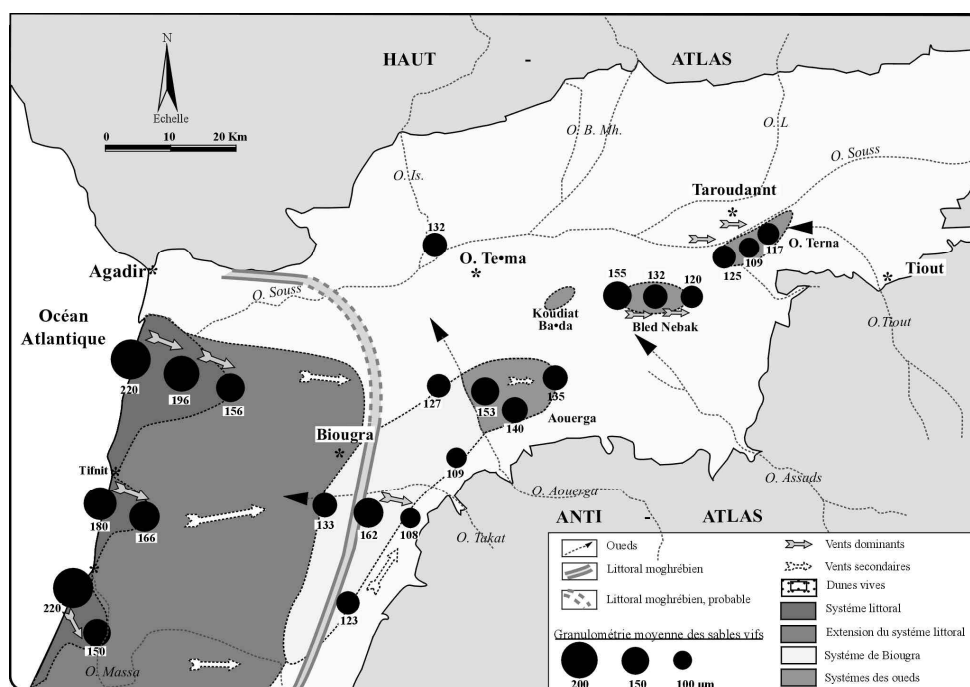 N
HAUT - ATLAS
Echelle
0 10 20 Km
O. B. Mh.
O. L
O. Is.
O. Souss
Taroudannt
132
O. Terna
117
109
125
Agadir
O. Te•ma
Tiout
155 132 120
O. Souss
Koudiat
Ba•da
Bled Nebak
O.Tiout
Océan
Atlantique
220
196
156
127
153
135
140
Aouerga
Biougra
Tifnit
109
O. Assads
O. Aouerga
180
166
133
162
108
O. Takat
ANTI - ATLAS
220
150
123
O. Massa
Oueds
Littoral moghrébien
Littoral moghrébien, probable
Granulométrie moyenne des sables vifs
200 150 100 µm
Vents dominants
Vents secondaires
Dunes vives
Systéme littoral
Extension du systéme littoral
Systéme de Biougra
Systémes des oueds